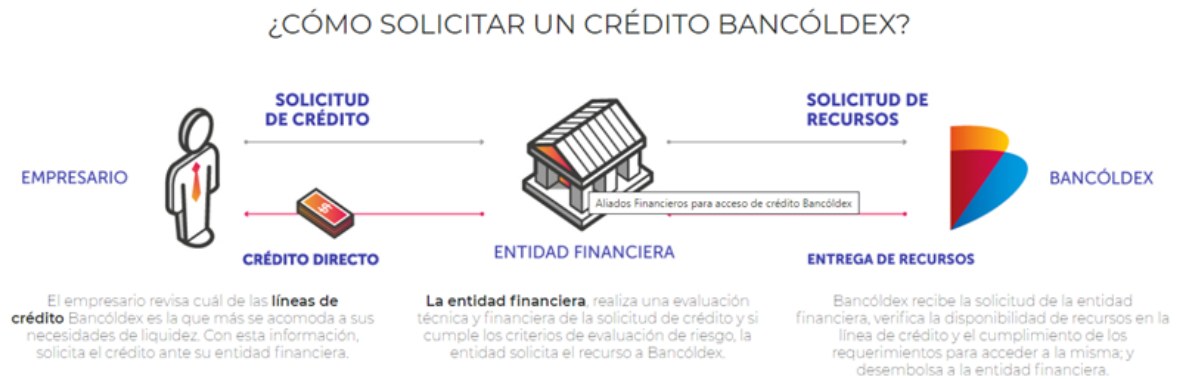 ¿CÓMO SOLICITAR UN CRÉDITO BANCÓLDEX?
SOLICITUD
DE CRÉDITO
SOLICITUD DE
RECURSOS
EMPRESARIO
BANCÓLDEX
$
Aliados Financieros para acceso de crédito Bancóldex
CRÉDITO DIRECTO
ENTIDAD FINANCIERA
ENTREGA DE RECURSOS
El empresario revisa cuál de las líneas de
crédito Bancóldex es la que más se acomoda a sus
necesidades de liquidez. Con esta información,
solicita el crédito ante su entidad financiera.
La entidad financiera, realiza una evaluación
técnica y financiera de la solicitud de crédito y si
cumple los criterios de evaluación de riesgo, la
entidad solicita el recurso a Bancóldex.
Bancóldex recibe la solicitud de la entidad
financiera, verifica la disponibilidad de recursos en la
línea de crédito y el cumplimiento de los
requerimientos para acceder a la misma; y
desembolsa a la entidad financiera.